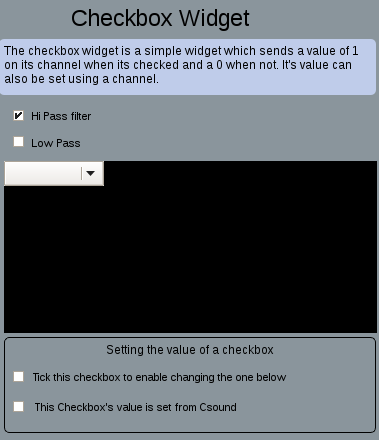 Checkbox Widget
The checkbox widget is a simple widget which sends a value of 1
on its channel when its checked and a 0 when not. It's value can
also be set using a channel.
Hi Pass filter
Low Pass
Setting the value of a checkbox
Tick this checkbox to enable changing the one below
This Checkbox's value is set from Csound